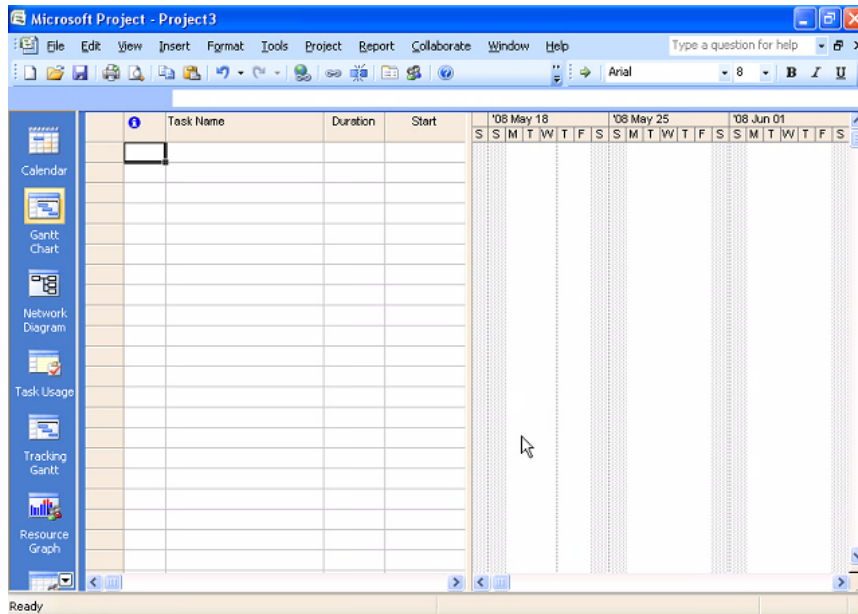 Microsoft Project - Project3
File Edit View Insert Format Tools Project Report Collaborate Window Help Type a question for help
Arial 8 B I U
Task Name Duration Start '08 May 18 '08 May 25 '08 Jun 01
S S M T W T F S S M T W T F S S M T W T F S
Calendar
Gantt
Chart
Network
Diagram
Task Usage
Tracking
Gantt
Resource
Graph
Ready